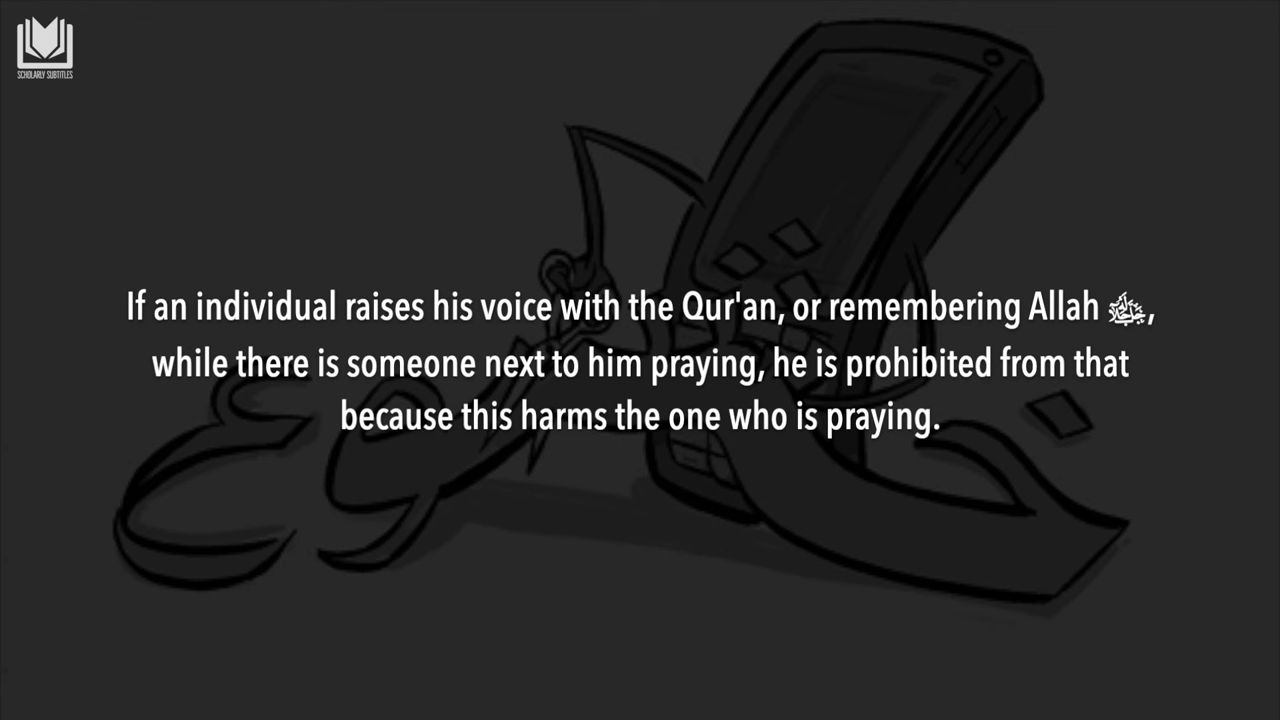 SCHOLARLY SUBTITLES
If an individual raises his voice with the Qur'an, or remembering Allah ﷻ,
while there is someone next to him praying, he is prohibited from that
because this harms the one who is praying.